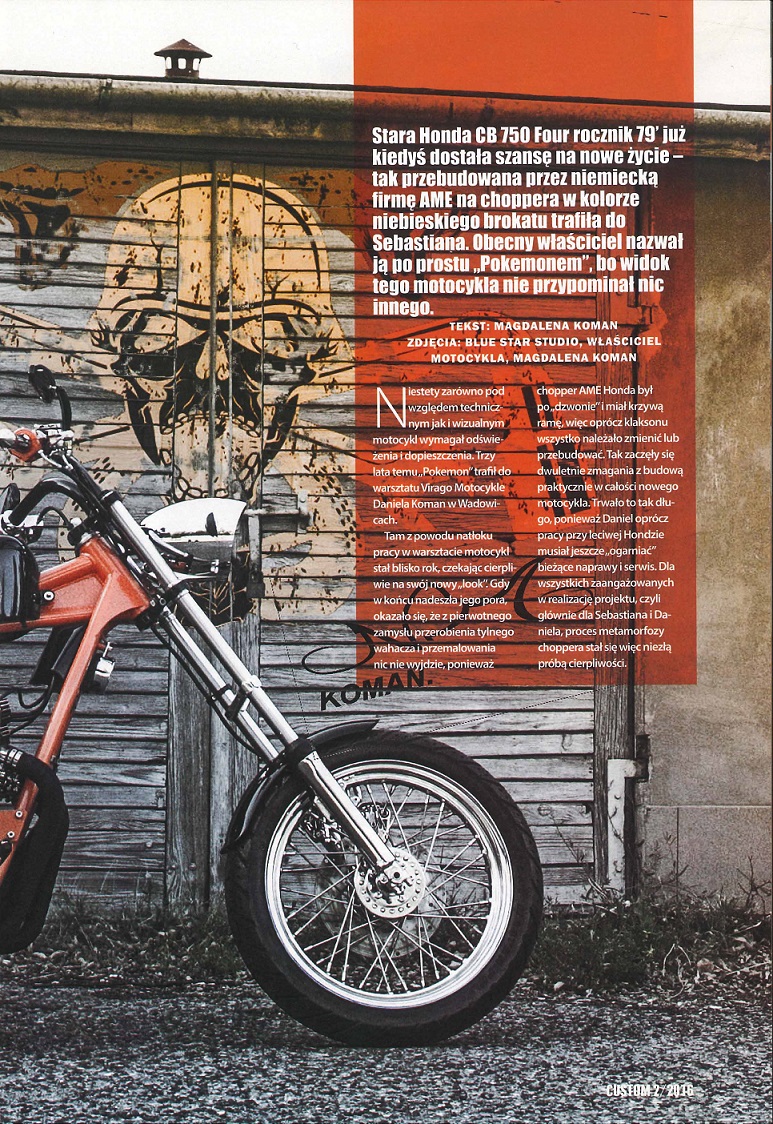 Stara Honda CB 750 Four rocznik 79' już
kiedyś dostała szansę na nowe życie –
tak przebudowana przez niemiecką
firmę AME na choppera w kolorze
niebieskiego brokatu trafiła do
Sebastiana. Obecny właściciel nazwał
ją po prostu „Pokemonem”, bo widok
tego motocykla nie przypominał nic
innego.
TEKST: MAGDALENA KOMAN
ZDJĘCIA: BLUE STAR STUDIO, WŁAŚCICIEL
MOTOCYKLA, MAGDALENA KOMAN
Niestety zarówno pod
względem technicz-
nym jak i wizualnym
motocykl wymagał odświe-
żenia i dopieszczenia. Trzy
lata temu „Pokemon” trafił do
warsztatu Virago Motocykle
Daniela Koman w Wadowi-
cach.
Tam z powodu natłoku
pracy w warsztacie motocykl
stał blisko rok, czekając cierpli-
wie na swój nowy „look”. Gdy
w końcu nadeszła jego pora,
okazało się, że z pierwotnego
zamysłu przerobienia tylnego
wahacza i przemalowania
nic nie wyjdzie, ponieważ
chopper AME Honda był
po „dzwonie” i miał krzywą
ramę, więc oprócz klaksonu
wszystko należało zmienić lub
przebudować. Tak zaczęły się
dwuletnie zmagania z budową
praktycznie w całości nowego
motocykla. Trwało to tak dłu-
go, ponieważ Daniel oprócz
pracy przy leciwej Hondzie
musiał jeszcze „ogarniać”
bieżące naprawy i serwis. Dla
wszystkich zaangażowanych
w realizację projektu, czyli
głównie dla Sebastiana i Da-
niela, proces metamorfozy
choppera stał się więc niezłą
próbą cierpliwości.
KOMAN.
CUSTOM 2/2016